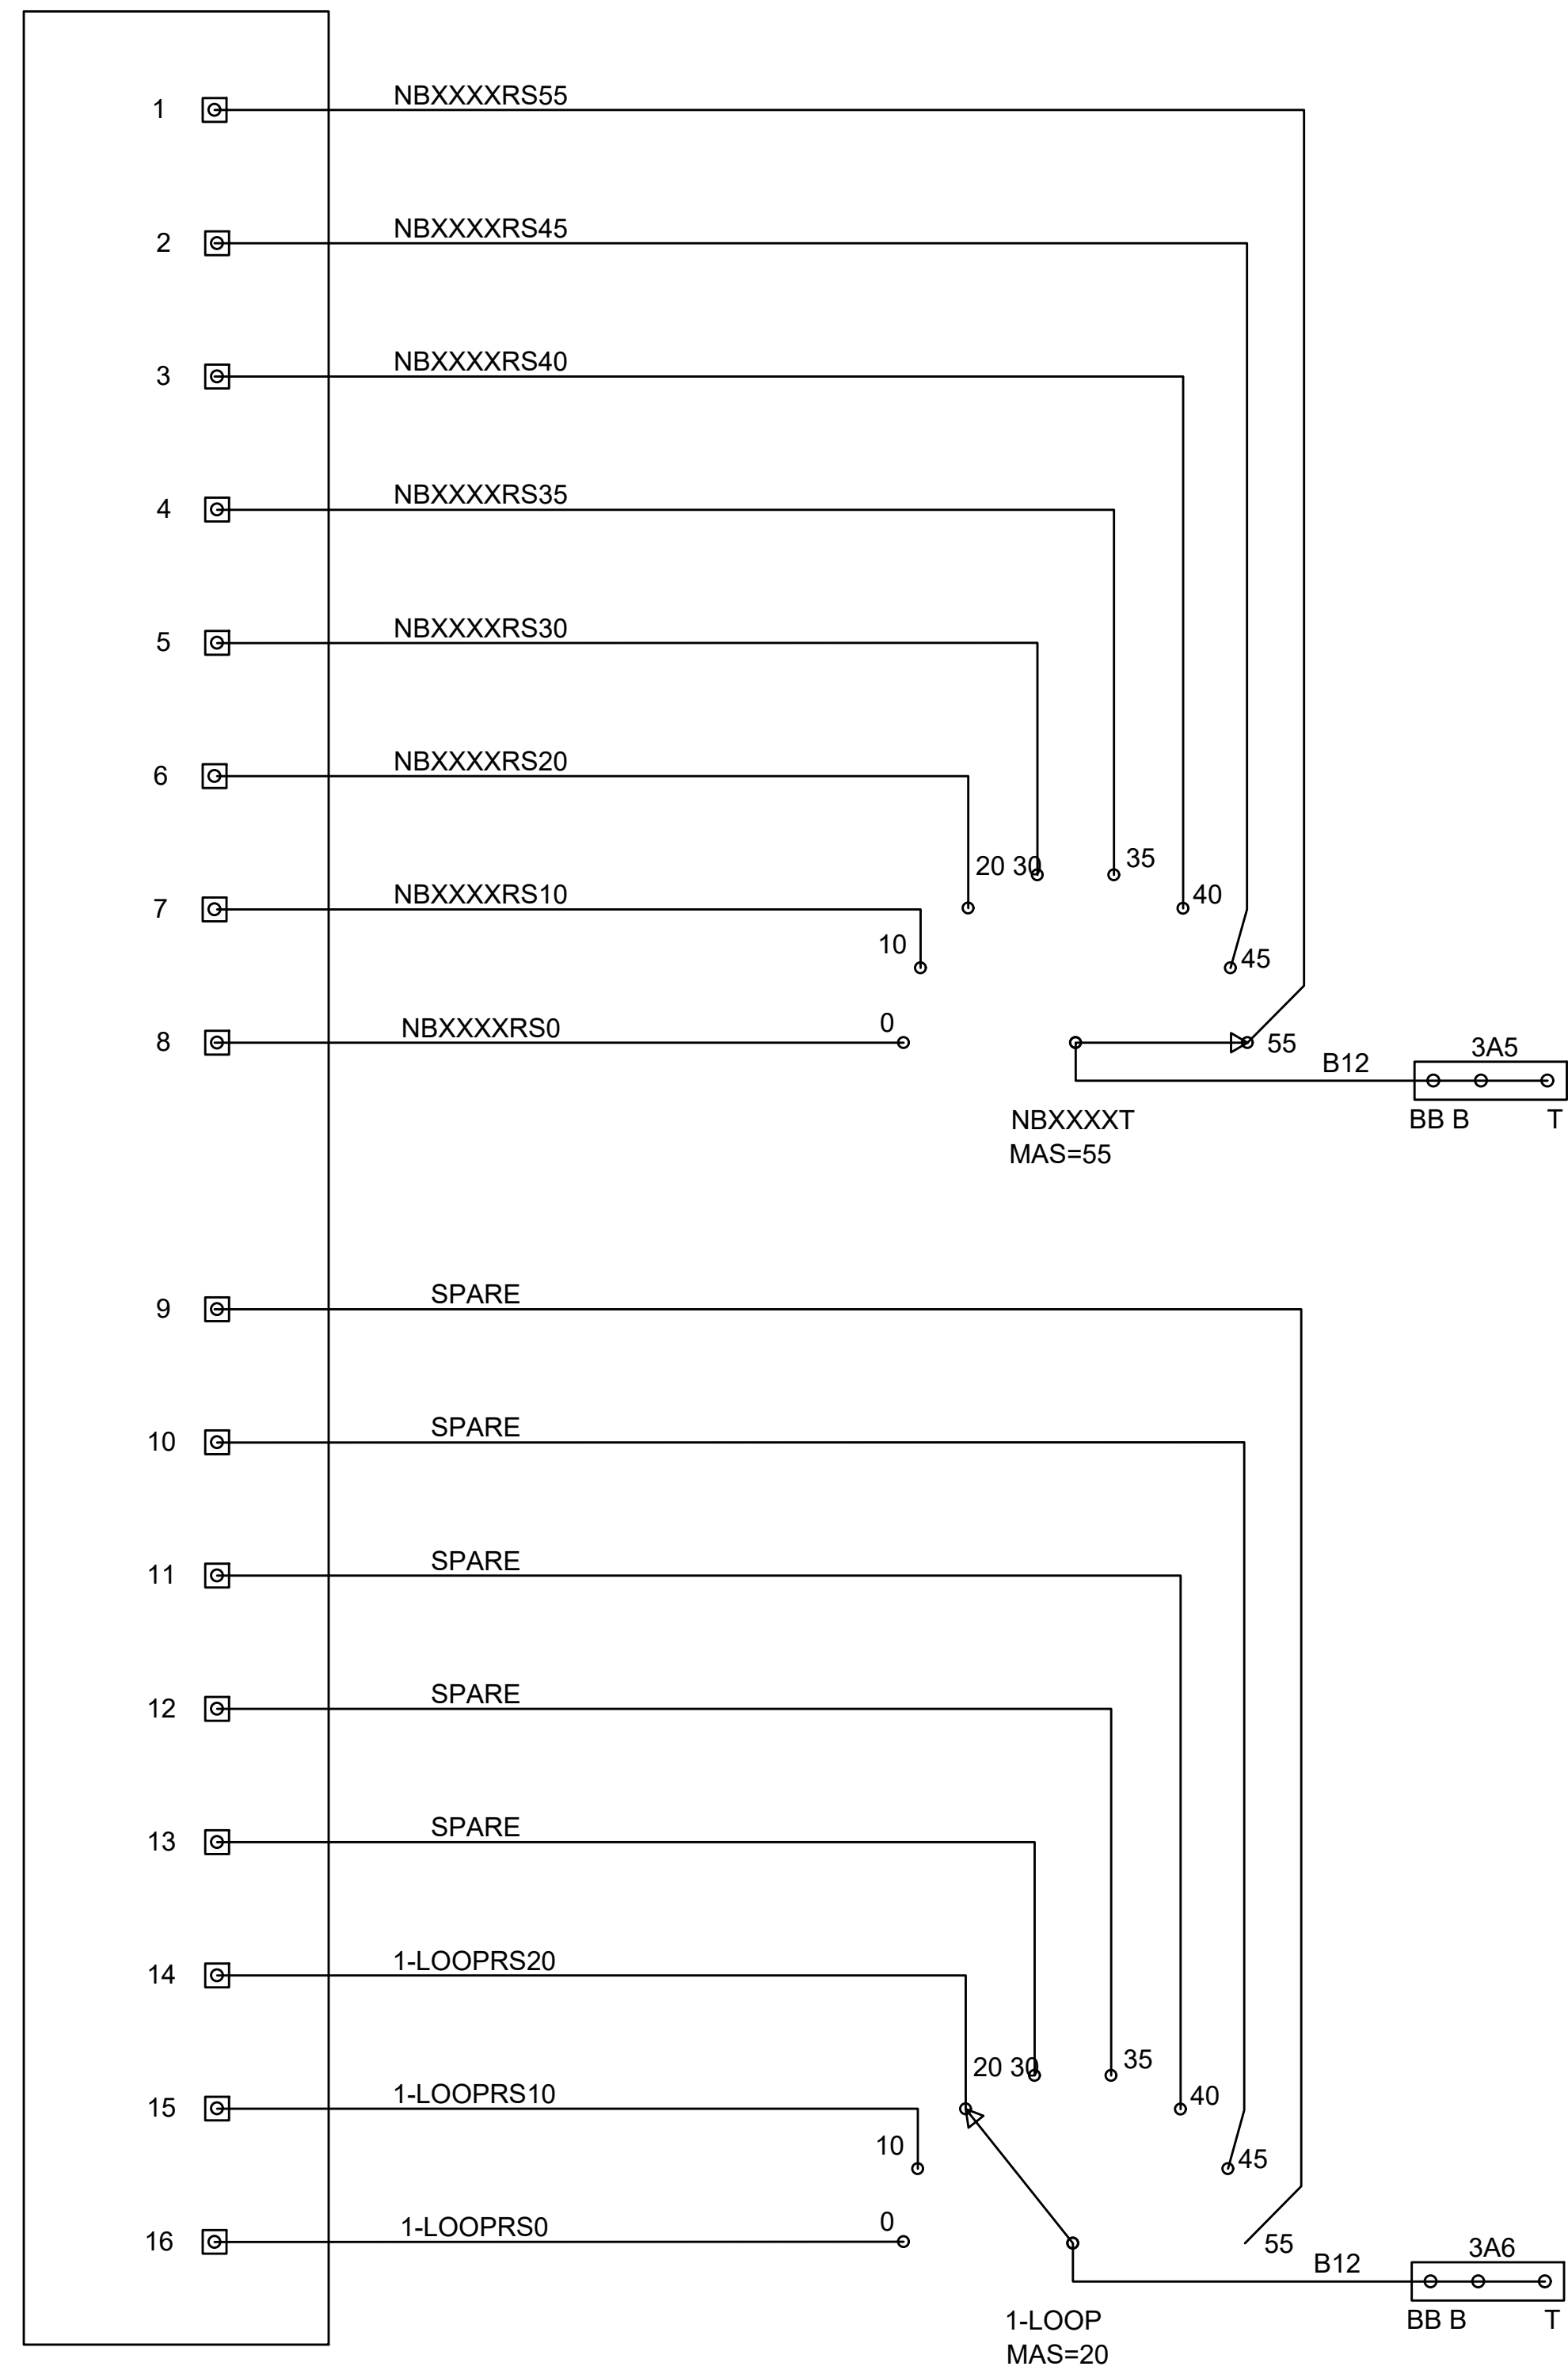 1 NBXXXXRS55
2 NBXXXXRS45
3 NBXXXXRS40
4 NBXXXXRS35
5 NBXXXXRS30
6 NBXXXXRS20
20 30 35
7 NBXXXXRS10 40
10 45
8 NBXXXXRS0 0 55
B12 3A5
NBXXXXT BB B T
MAS=55
9 SPARE
10 SPARE
11 SPARE
12 SPARE
13 SPARE
14 1-LOOPRS20
20 30 35
15 1-LOOPRS10 40
10 45
16 1-LOOPRS0 0 55
B12 3A6
1-LOOP BB B T
MAS=20